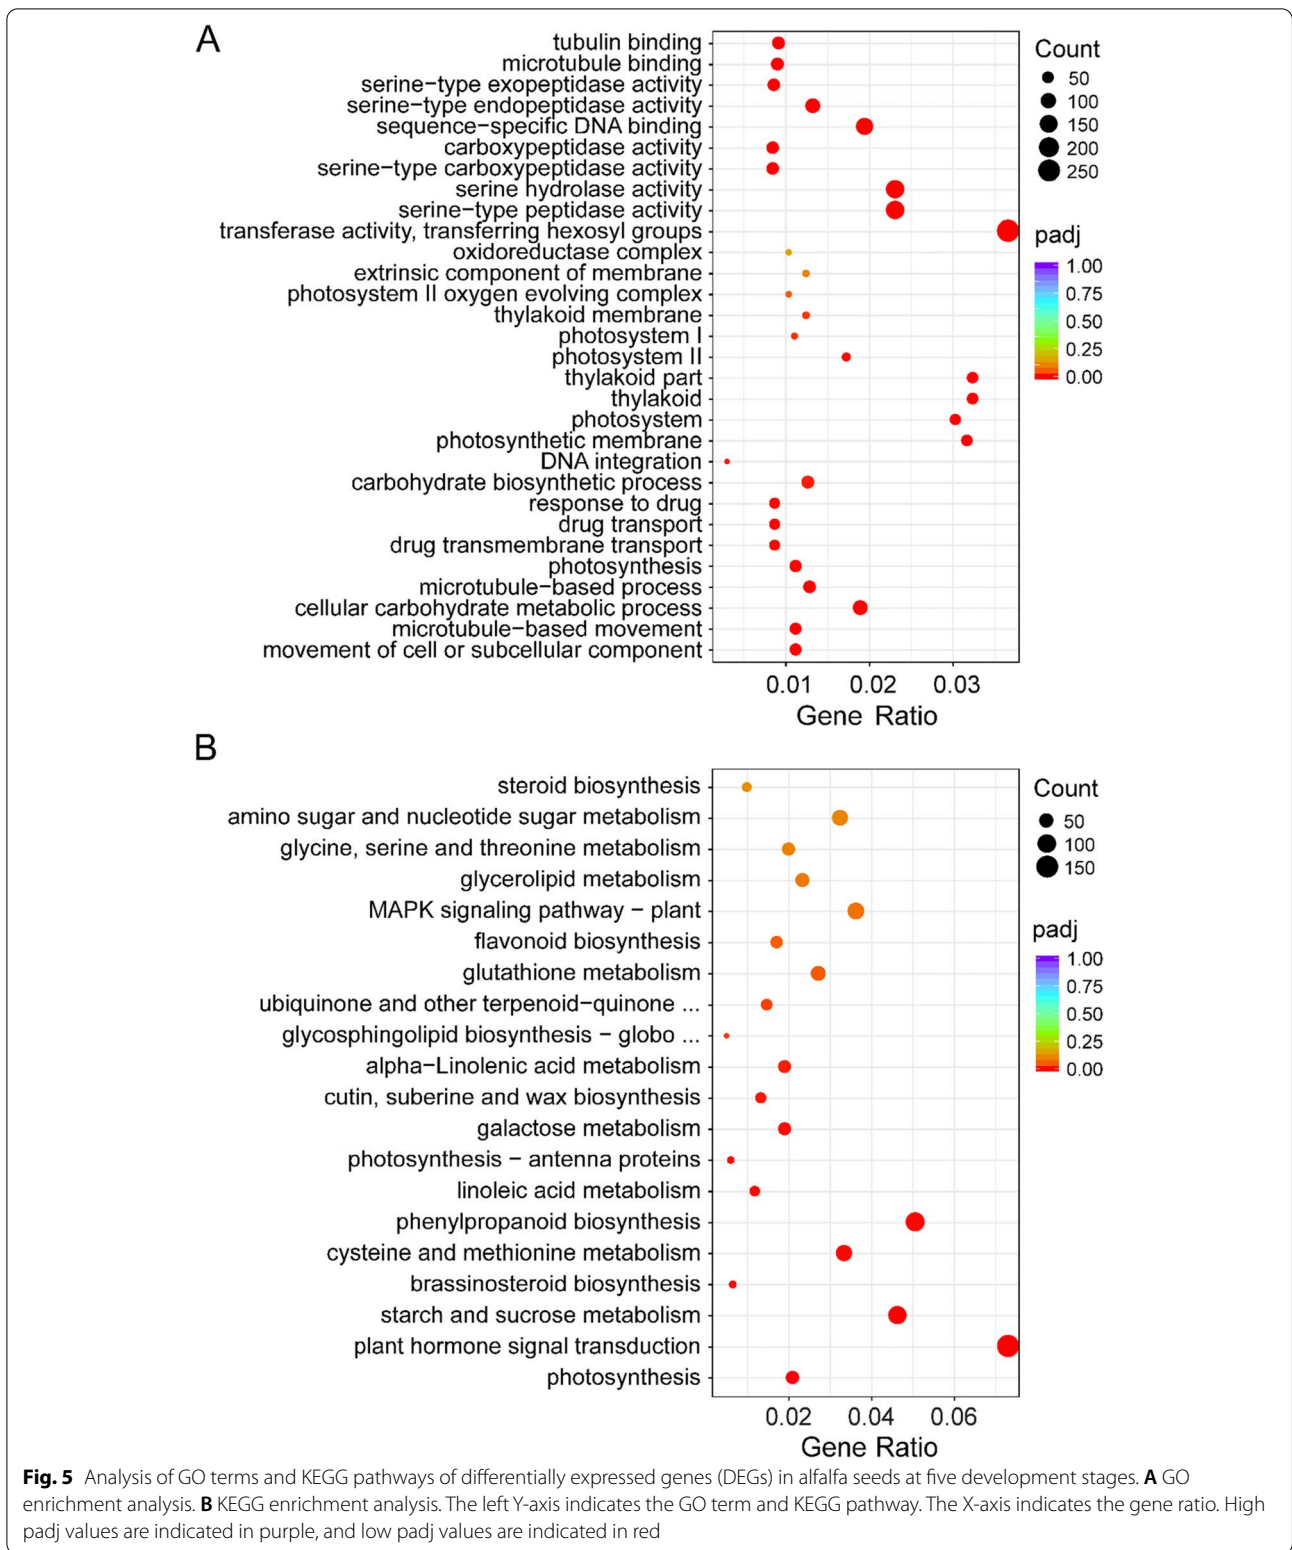 A
tubulin binding
microtubule binding
serine−type exopeptidase activity
serine−type endopeptidase activity
sequence−specific DNA binding
carboxypeptidase activity
serine−type carboxypeptidase activity
serine hydrolase activity
serine−type peptidase activity
transferase activity, transferring hexosyl groups
oxidoreductase complex
extrinsic component of membrane
photosystem II oxygen evolving complex
thylakoid membrane
photosystem I
photosystem II
thylakoid part
thylakoid
photosystem
photosynthetic membrane
DNA integration
carbohydrate biosynthetic process
response to drug
drug transport
drug transmembrane transport
photosynthesis
microtubule−based process
cellular carbohydrate metabolic process
microtubule−based movement
movement of cell or subcellular component
0.01 0.02 0.03
Gene Ratio
Count
50
100
150
200
250
padj
1.00
0.75
0.50
0.25
0.00
B
steroid biosynthesis
amino sugar and nucleotide sugar metabolism
glycine, serine and threonine metabolism
glycerolipid metabolism
MAPK signaling pathway − plant
flavonoid biosynthesis
glutathione metabolism
ubiquinone and other terpenoid−quinone ...
glycosphingolipid biosynthesis − globo ...
alpha−Linolenic acid metabolism
cutin, suberine and wax biosynthesis
galactose metabolism
photosynthesis − antenna proteins
linoleic acid metabolism
phenylpropanoid biosynthesis
cysteine and methionine metabolism
brassinosteroid biosynthesis
starch and sucrose metabolism
plant hormone signal transduction
photosynthesis
0.02 0.04 0.06
Gene Ratio
Count
50
100
150
padj
1.00
0.75
0.50
0.25
0.00
Fig. 5 Analysis of GO terms and KEGG pathways of differentially expressed genes (DEGs) in alfalfa seeds at five development stages. A GO
enrichment analysis. B KEGG enrichment analysis. The left Y-axis indicates the GO term and KEGG pathway. The X-axis indicates the gene ratio. High
padj values are indicated in purple, and low padj values are indicated in red